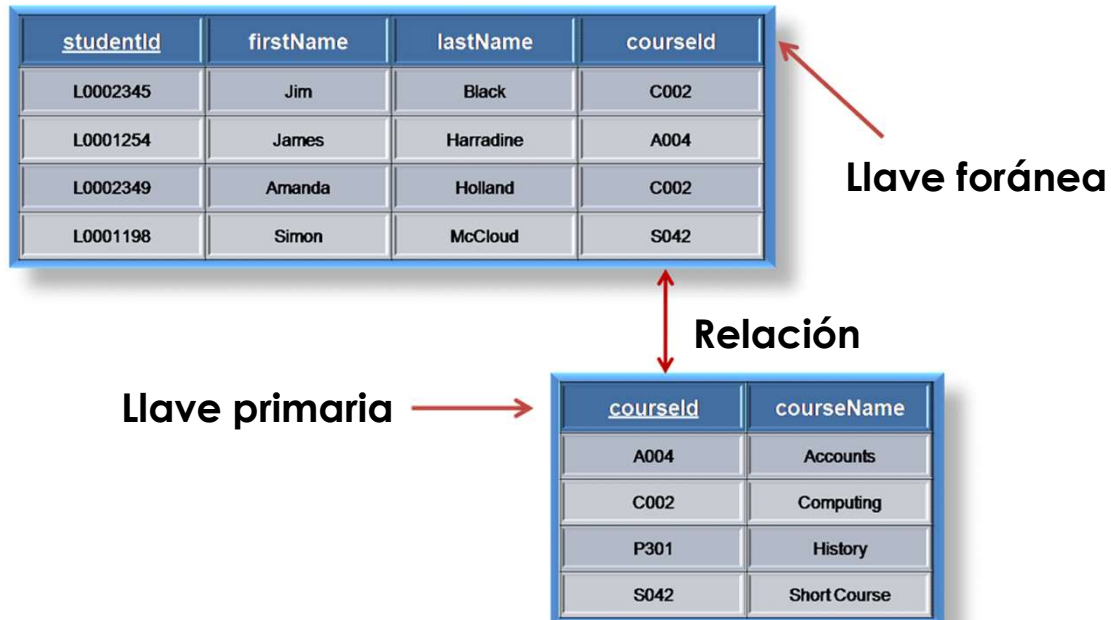 studentId firstName lastName courseId
L0002345 Jim Black C002
L0001254 James Harradine A004
L0002349 Amanda Holland C002
L0001198 Simon McCloud S042
Llave foránea
Relación
Llave primaria
courseId courseName
A004 Accounts
C002 Computing
P301 History
S042 Short Course